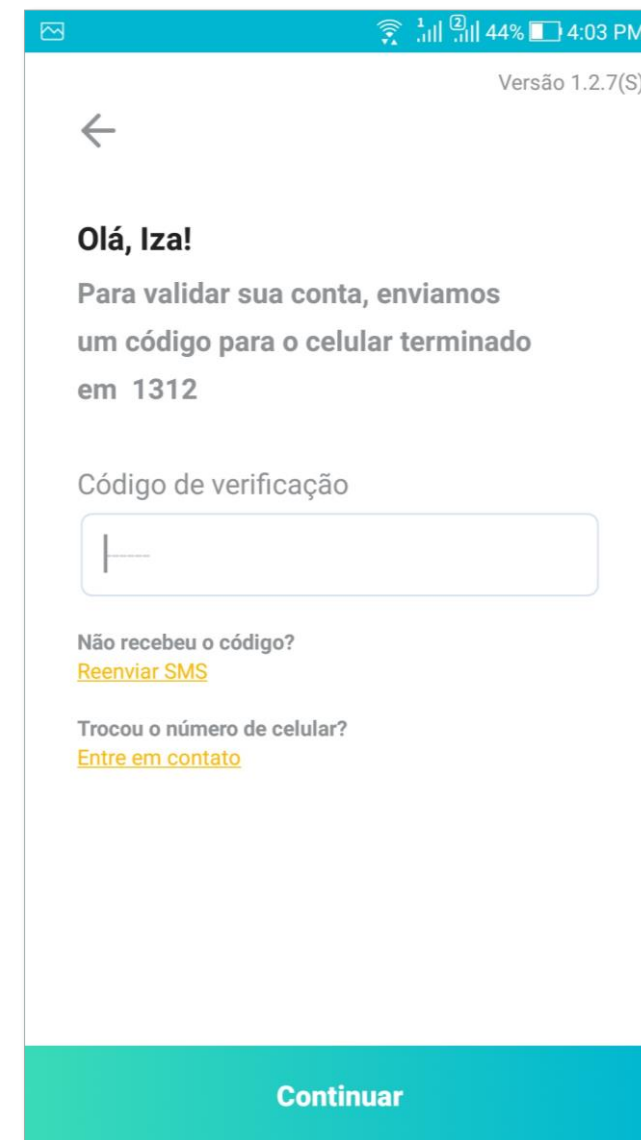 1 2 44% 4:03 PM
Versão 1.2.7(S)
Olá, Iza!
Para validar sua conta, enviamos
um código para o celular terminado
em 1312
Código de verificação
------
Não recebeu o código?
Reenviar SMS
Trocou o número de celular?
Entre em contato
Continuar